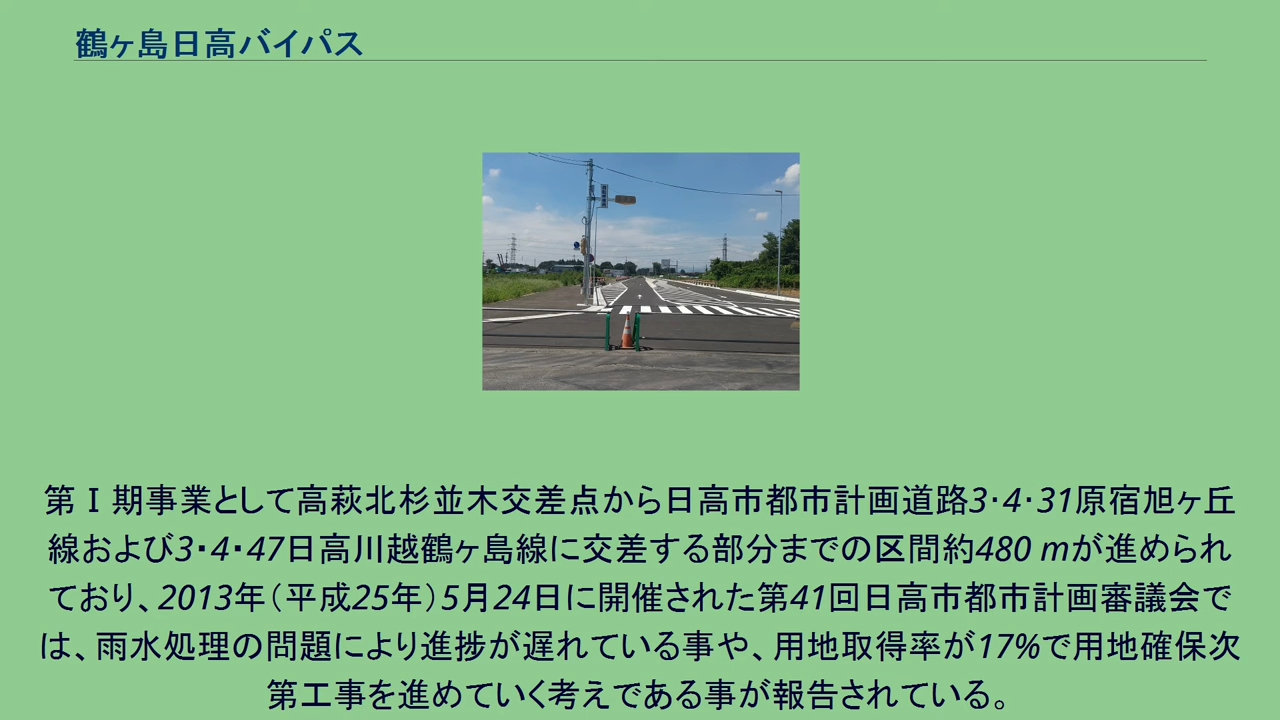 鶴ヶ島日高バイパス
第Ⅰ期事業として高萩北杉並木交差点から日高市都市計画道路3·4·31原宿旭ヶ丘
線および3・4・47日高川越鶴ヶ島線に交差する部分までの区間約480 mが進められ
ており、2013年（平成25年）5月24日に開催された第41回日高市都市計画審議会で
は、雨水処理の問題により進捗が遅れている事や、用地取得率が17%で用地確保次
第工事を進めていく考えである事が報告されている。